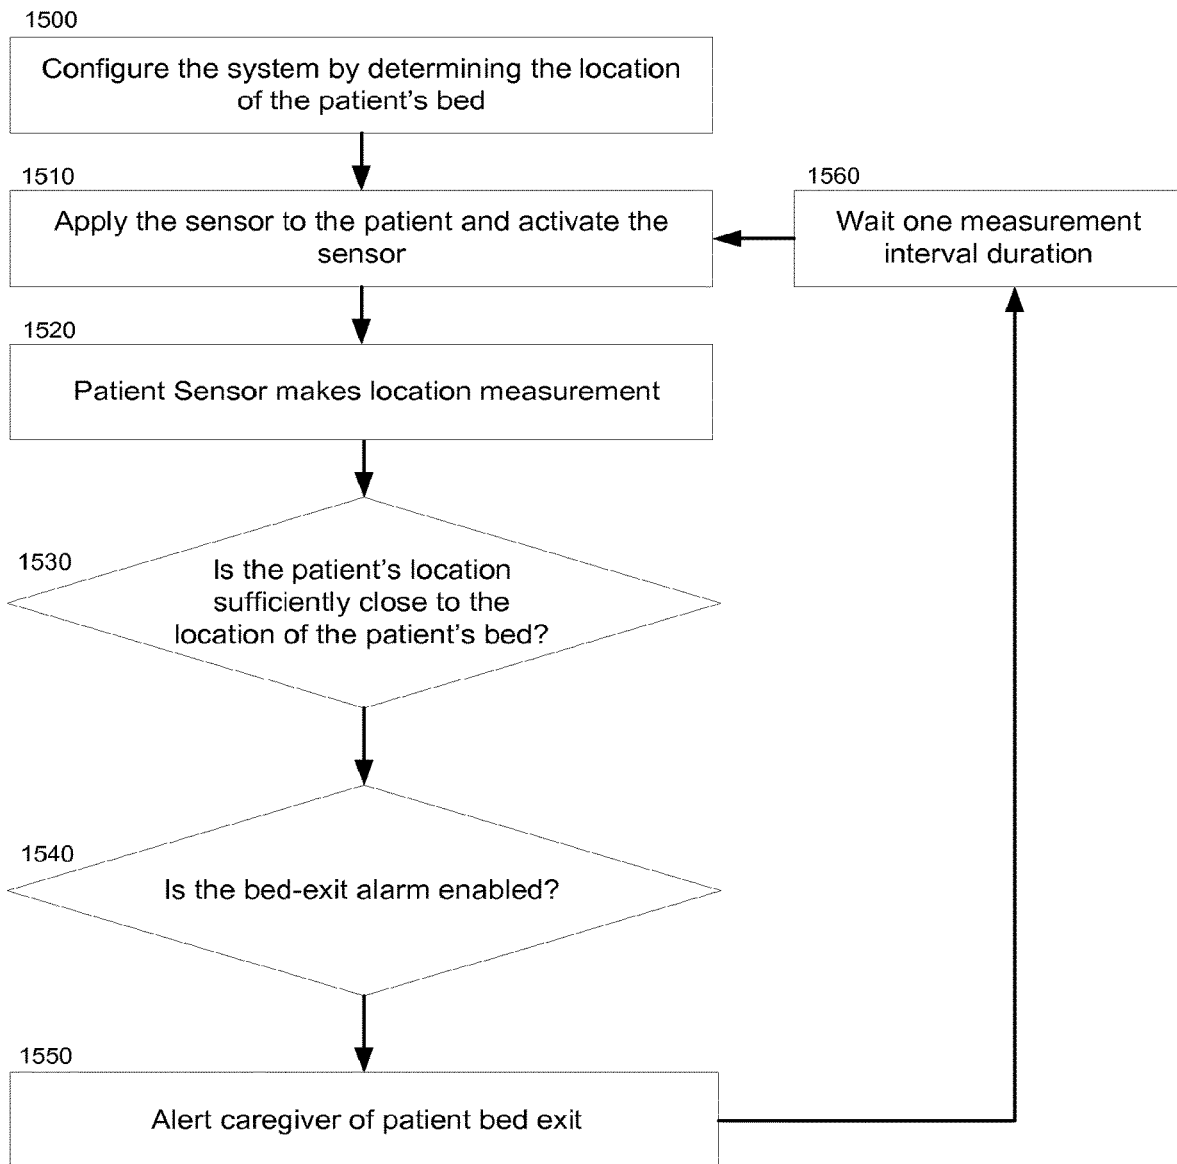 1500
Configure the system by determining the location
of the patient's bed
1510
Apply the sensor to the patient and activate the
sensor
1560
Wait one measurement
interval duration
1520
Patient Sensor makes location measurement
1530
Is the patient's location
sufficiently close to the
location of the patient's bed?
1540
Is the bed-exit alarm enabled?
1550
Alert caregiver of patient bed exit